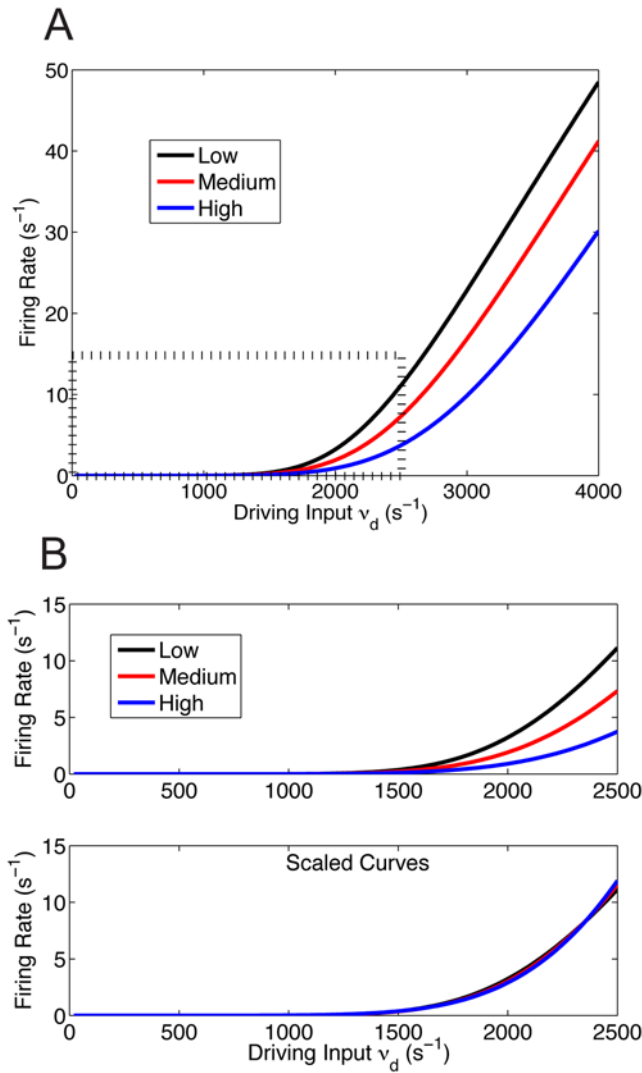 A
50
40
30
20
10
0
Firing Rate (s⁻¹)
Low
Medium
High
0 1000 2000 3000 4000
Driving Input ν_d (s⁻¹)
B
15
10
5
0
Firing Rate (s⁻¹)
Low
Medium
High
0 500 1000 1500 2000 2500
Scaled Curves
15
10
5
0
Firing Rate (s⁻¹)
0 500 1000 1500 2000 2500
Driving Input ν_d (s⁻¹)